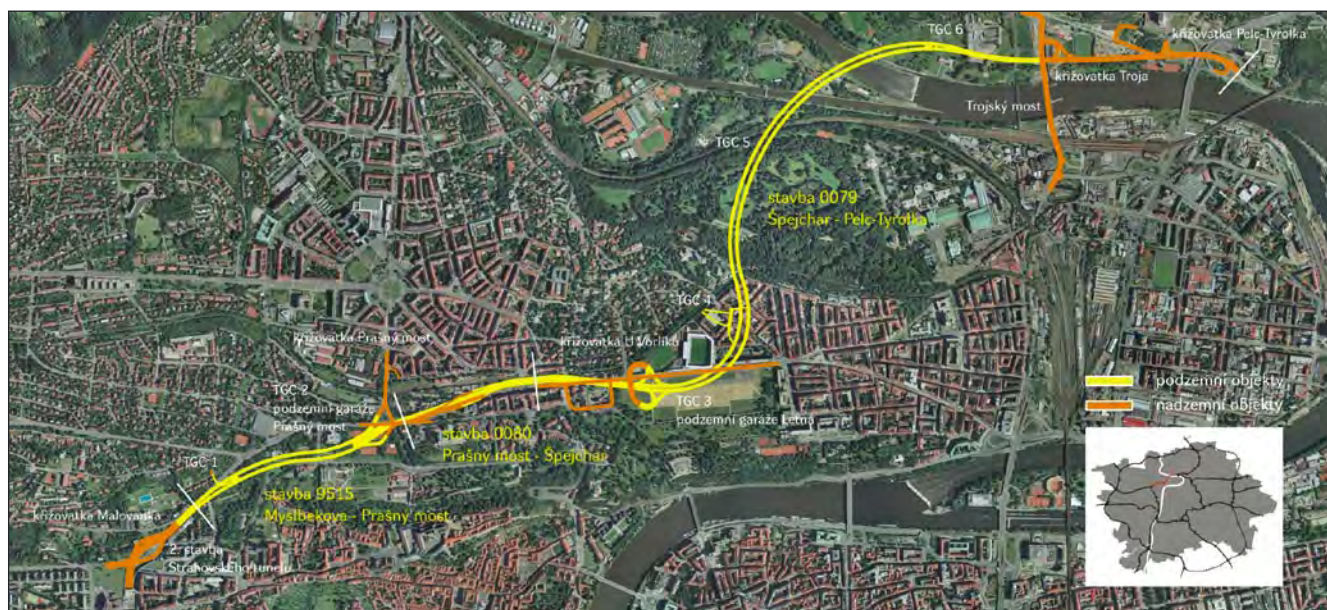 TGC 6
křižovatka Pelc-Tyrolka
křižovatka Troja
Trojský most
TGC 5
stavba 0079
Špejchar - Pelc-Tyrolka
TGC 4
křižovatka U Vorlíků
křižovatka Prašný most
TGC 2
podzemní garáže
Prašný most
TGC 3
podzemní garáže Letná
podzemní objekty
nadzemní objekty
stavba 0080
Prašný most - Špejchar
TGC 1
stavba 9515
Myslbekova - Prašný most
křižovatka Malovanka
2. stavba
Strahovského tunelu